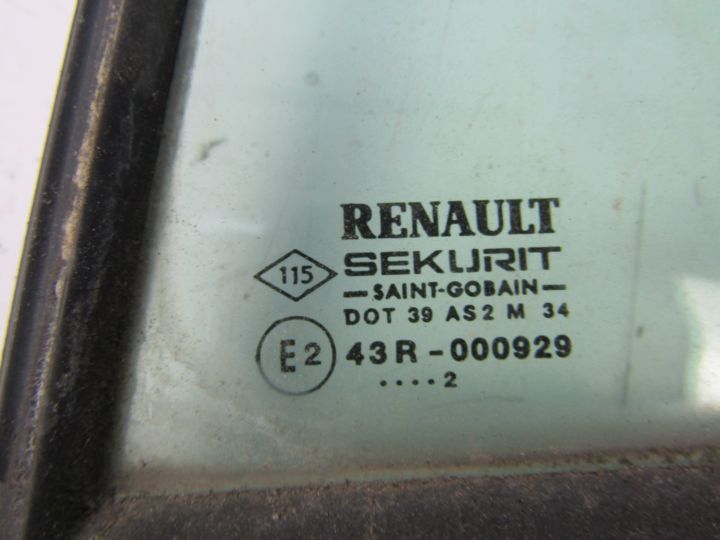 RENAULT
115 SEKURIT
SAINT-GOBAIN
DOT 39 AS2 M 34
E2 43R-000929
....2